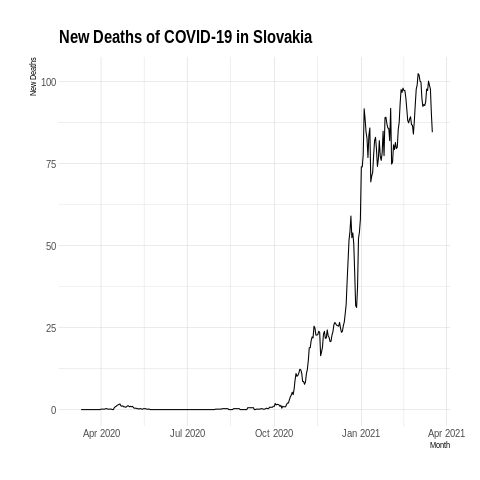 New Deaths of COVID-19 in Slovakia
New Deaths
100
75
50
25
0
Apr 2020 Jul 2020 Oct 2020 Jan 2021 Apr 2021
Month